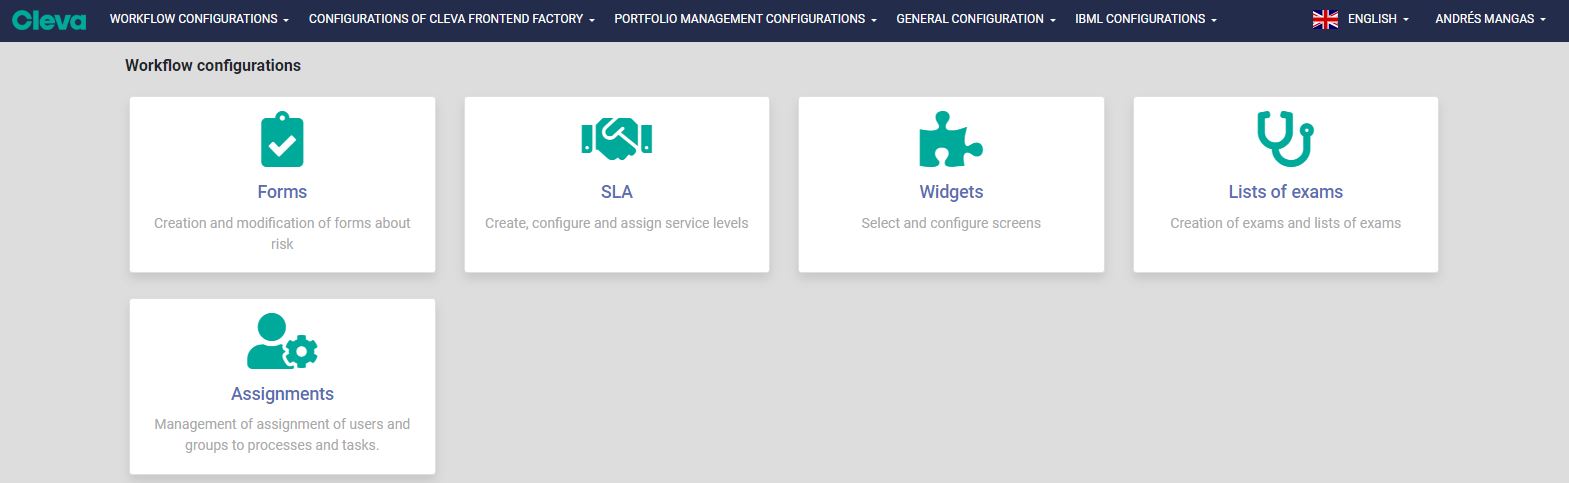 Cleva WORKFLOW CONFIGURATIONS CONFIGURATIONS OF CLEVA FRONTEND FACTORY PORTFOLIO MANAGEMENT CONFIGURATIONS GENERAL CONFIGURATION IBML CONFIGURATIONS ENGLISH ANDRÉS MANGAS
Workflow configurations
Forms
Creation and modification of forms about
risk
SLA
Create, configure and assign service levels
Widgets
Select and configure screens
Lists of exams
Creation of exams and lists of exams
Assignments
Management of assignment of users and
groups to processes and tasks.